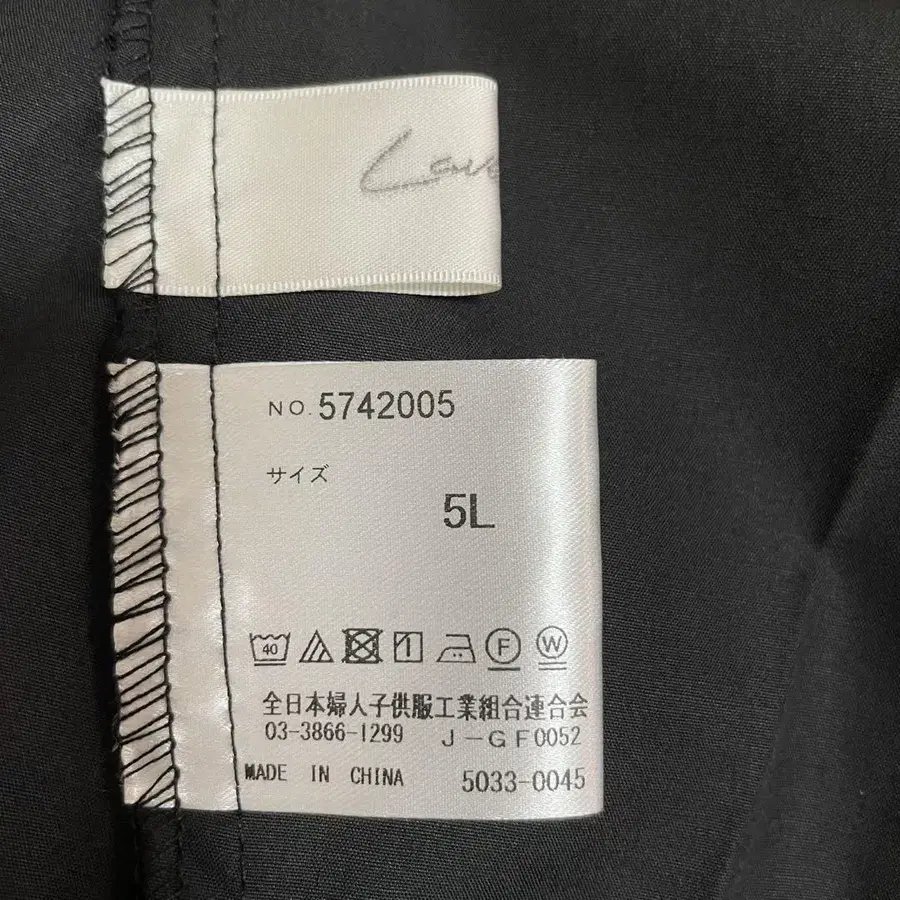 NO. 5742005
サイズ
5L
40 F W
全日本婦人子供服工業組合連合会
03-3866-1299 J-GF0052
MADE IN CHINA 5033-0045